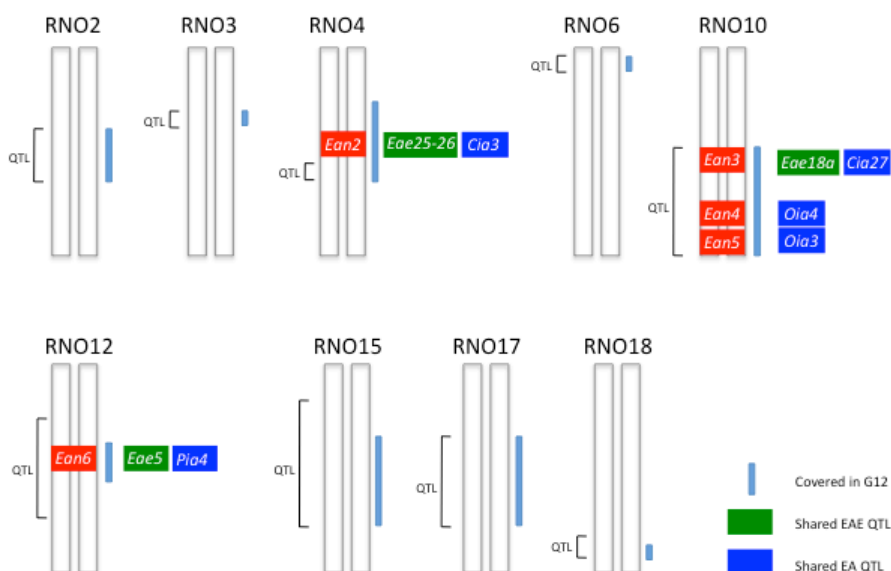 RNO2 RNO3 RNO4 RNO6 RNO10
QTL
QTL
QTL
QTL
QTL
Ean2 Eae25-26 Cia3
Ean3 Eae18a Cia27
Ean4 Oia4
Ean5 Oia3
RNO12 RNO15 RNO17 RNO18
QTL
QTL
QTL
QTL
Ean6 Eae5 Pia4
Covered in G12
Shared EAE QTL
Shared EA QTL